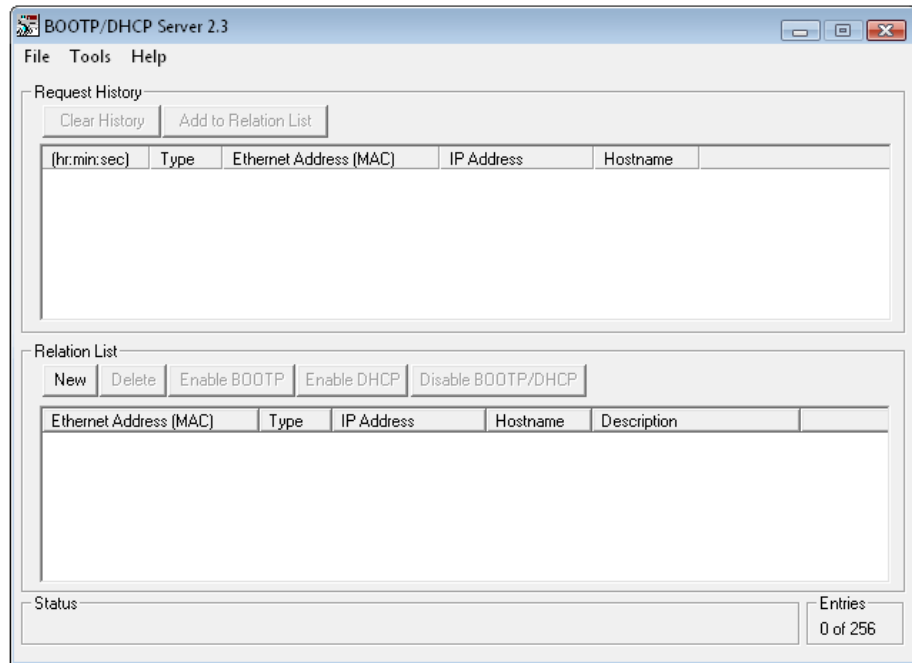 BOOTP/DHCP Server 2.3
File Tools Help
Request History
Clear History Add to Relation List
(hr:min:sec) Type Ethernet Address (MAC) IP Address Hostname
Relation List
New Delete Enable BOOTP Enable DHCP Disable BOOTP/DHCP
Ethernet Address (MAC) Type IP Address Hostname Description
Status Entries
0 of 256